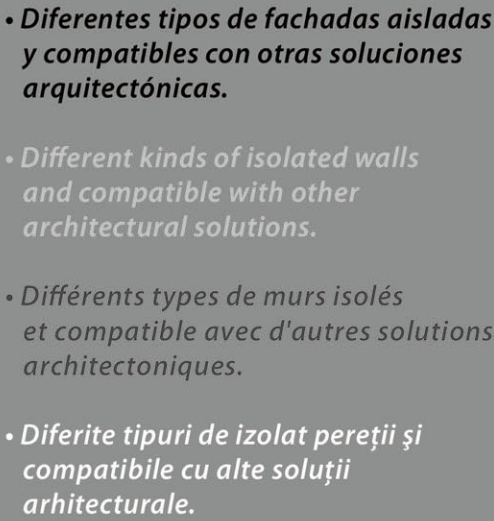 • Diferentes tipos de fachadas aisladas
y compatibles con otras soluciones
arquitectónicas.
• Different kinds of isolated walls
and compatible with other
architectural solutions.
• Différents types de murs isolés
et compatible avec d'autres solutions
architectoniques.
• Diferite tipuri de izolat pereții şi
compatibile cu alte soluții
arhitecturale.